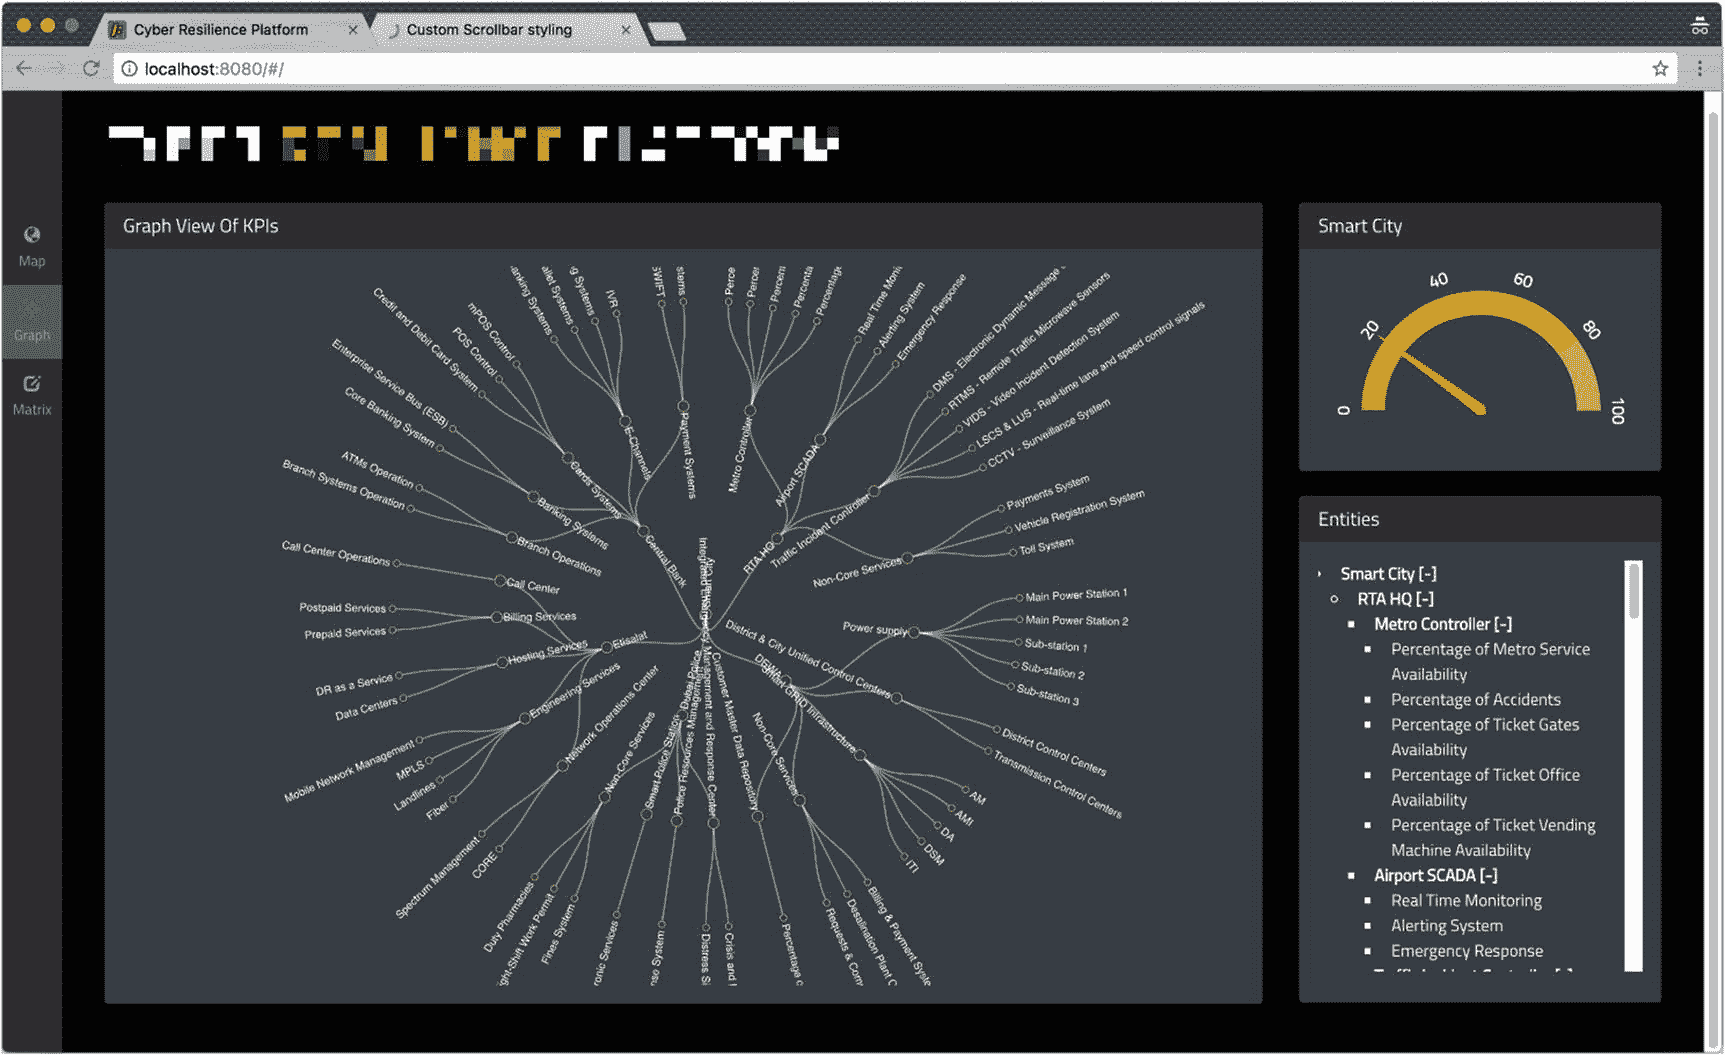 Cyber Resilience Platform
Custom Scrollbar styling
localhost:8080/#/
Map
Graph
Matrix
Graph View Of KPIs
SWIFT
IVR
mPOS Control
POS Control
Credit and Debit Card System
Enterprise Service Bus (ESB)
Core Banking System
ATMs Operation
Branch Systems Operation
Call Center Operations
Postpaid Services
Prepaid Services
DR as a Service
Data Centers
Mobile Network Management
MPLS
Landlines
Fiber
Spectrum Management
CORE
Duty Pharmacies
ght-Shift Work Permit
Fines System
ronic Services
se System
Distress Si
Crisis and
Percentage
Requests & Com
Desalination Plant C
Billing & Payment Syste
ITI
DSM
DA
AMI
AM
Transmission Control Centers
District Control Centers
Sub-station 3
Sub-station 2
Sub-station 1
Main Power Station 2
Main Power Station 1
Toll System
Vehicle Registration System
Payments System
CCTV - Surveillance System
LSCS & LUS - Real-time lane and speed control signals
VIDS - Video Incident Detection System
RTMS - Remote Traffic Microwave Sensors
DMS - Electronic Dynamic Message
Emergency Response
Alerting System
Real Time Moni
Percentage
Percenta
Percent
Percer
Perce
stems
g Systems
allet Systems
anking Systems
E-Channels
Payment Systems
Cards Systems
Banking Systems
Branch Operations
Central Bank
Call Center
Billing Services
Hosting Services
Etisalat
Engineering Services
Network Operations Center
Non-Core Services
Smart Police Station
Dubai Police
Police Resources Management
Integrated Emergency Management and Response Center
Customer Master Data Repository
Non-Core Services
DEWA
Smart GRID Infrastructure
District & City Unified Control Centers
Power supply
Non-Core Services
Traffic Incident Controller
RTA HQ
Airport SCADA
Metro Controller
Smart City
0
20
40
60
80
100
Entities
Smart City [-]
RTA HQ [-]
Metro Controller [-]
Percentage of Metro Service
Availability
Percentage of Accidents
Percentage of Ticket Gates
Availability
Percentage of Ticket Office
Availability
Percentage of Ticket Vending
Machine Availability
Airport SCADA [-]
Real Time Monitoring
Alerting System
Emergency Response